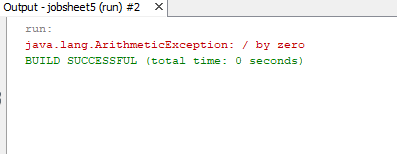 Output - jobsheet5 (run) #2
run:
java.lang.ArithmeticException: / by zero
BUILD SUCCESSFUL (total time: 0 seconds)